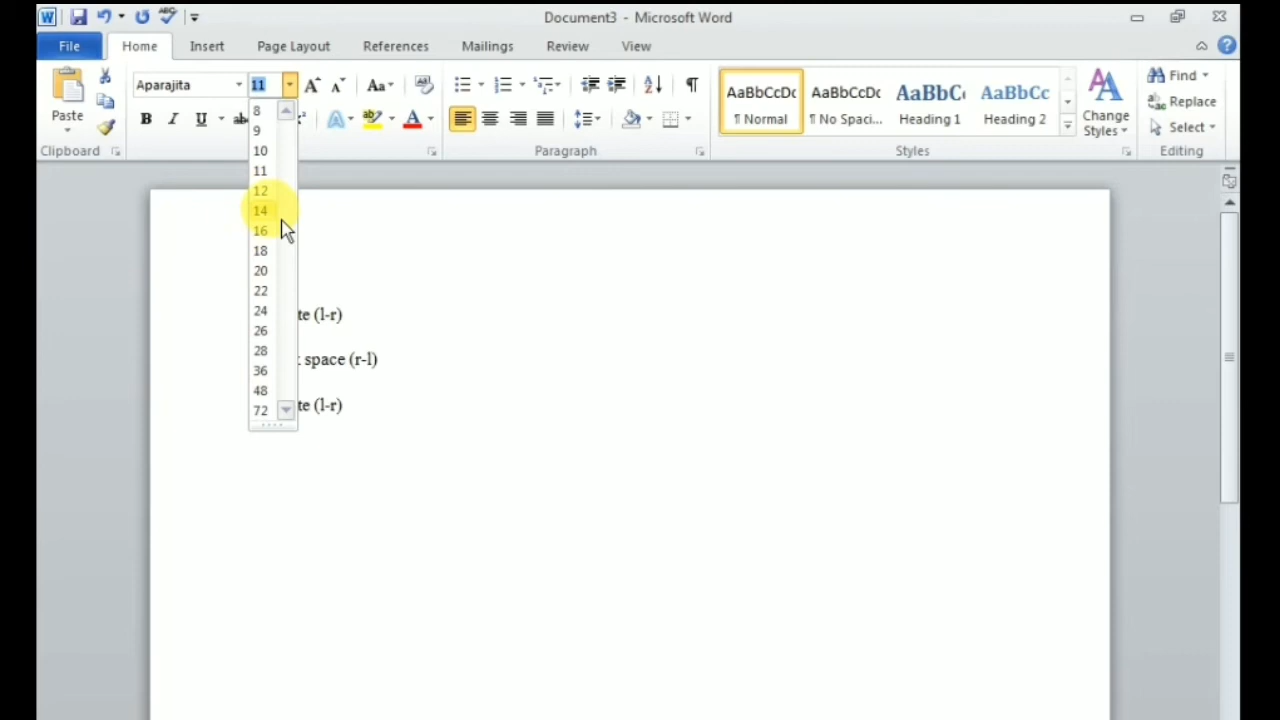 Document3 - Microsoft Word
File Home Insert Page Layout References Mailings Review View
Aparajita 11
Paste
Clipboard
B I U abe
Aa
A A
Paragraph
AaBbCcDc AaBbCcDc AaBbC AaBbCc
¶ Normal ¶ No Spaci... Heading 1 Heading 2
Change
Styles
Styles
Find
Replace
Select
Editing
8
9
10
11
12
14
16
18
20
22
24
26
28
36
48
72
te (l-r)
space (r-l)
te (l-r)